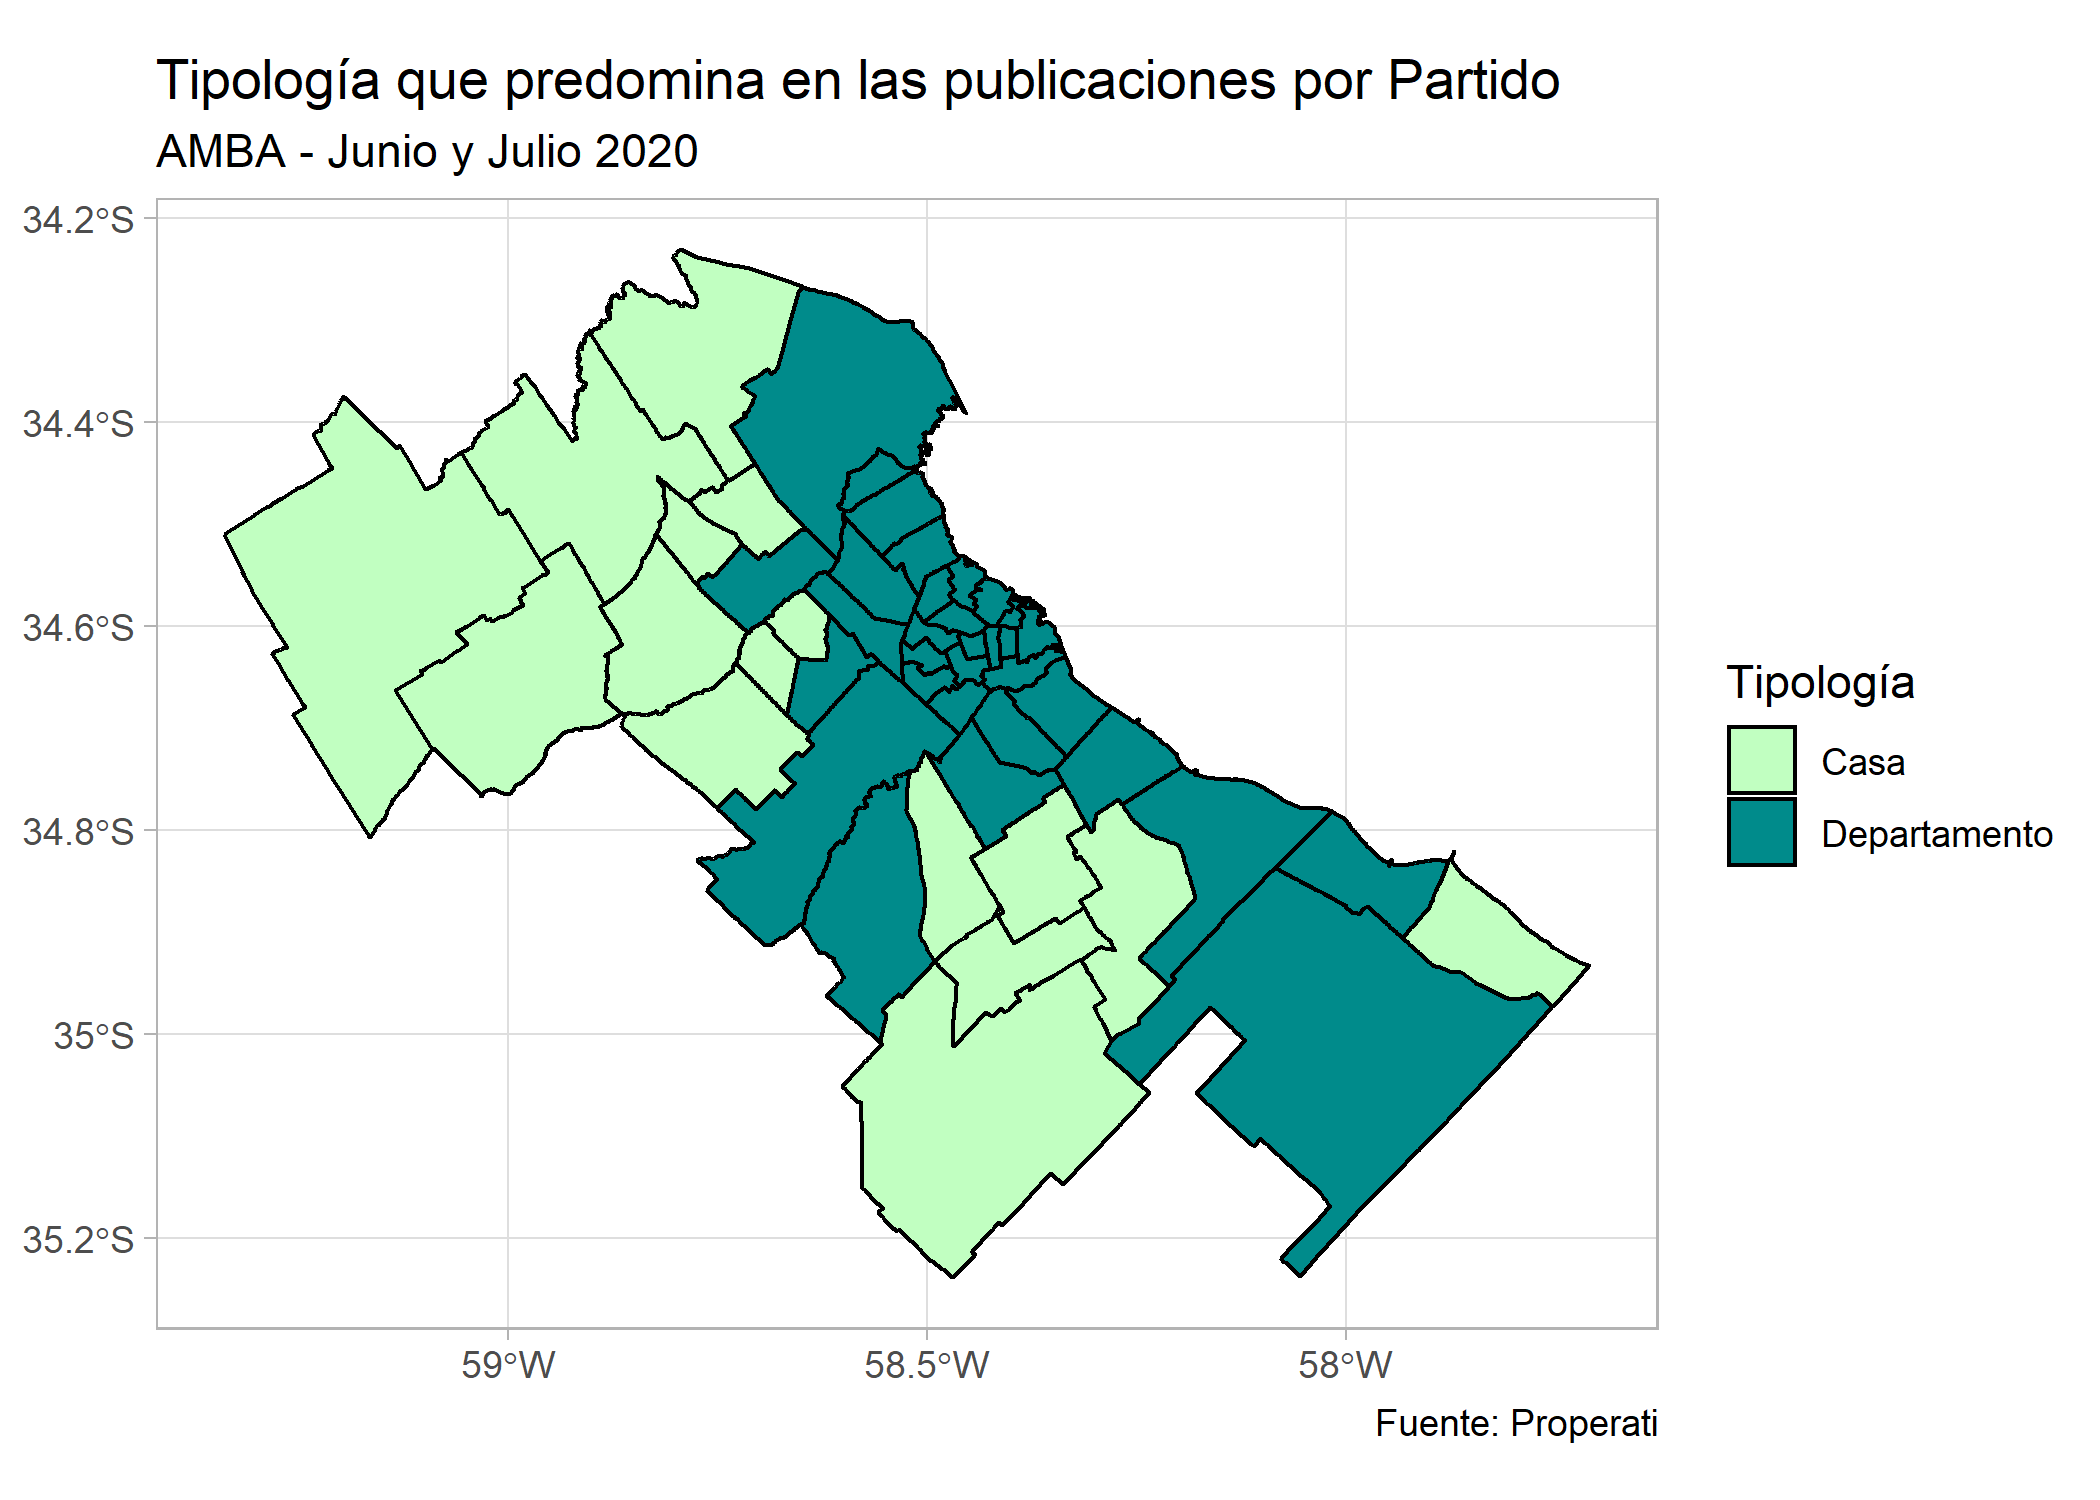 Tipología que predomina en las publicaciones por Partido
AMBA - Junio y Julio 2020
34.2°S
34.4°S
34.6°S
34.8°S
35°S
35.2°S
59°W
58.5°W
58°W
Tipología
Casa
Departamento
Fuente: Properati